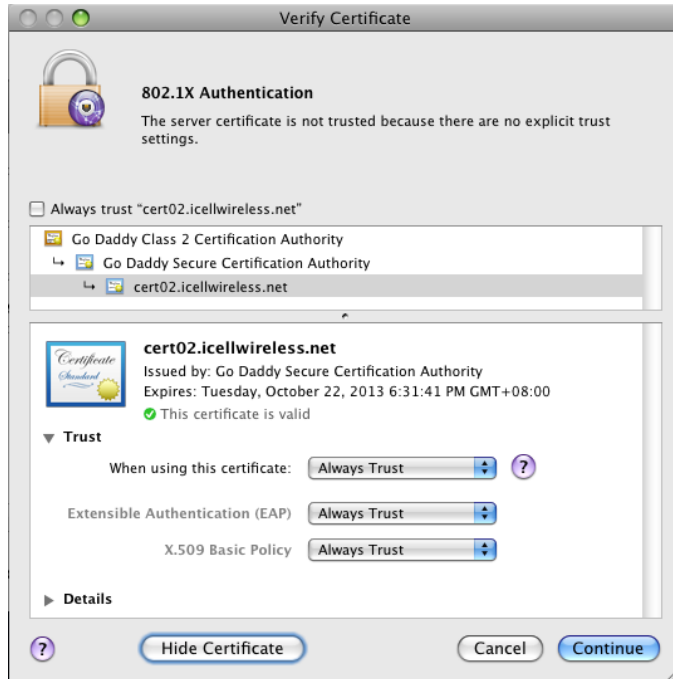 Verify Certificate
802.1X Authentication
The server certificate is not trusted because there are no explicit trust
settings.
Always trust “cert02.icellwireless.net”
Go Daddy Class 2 Certification Authority
Go Daddy Secure Certification Authority
cert02.icellwireless.net
Certificate
Standard
cert02.icellwireless.net
Issued by: Go Daddy Secure Certification Authority
Expires: Tuesday, October 22, 2013 6:31:41 PM GMT+08:00
This certificate is valid
Trust
When using this certificate: Always Trust ?
Extensible Authentication (EAP) Always Trust
X.509 Basic Policy Always Trust
Details
? Hide Certificate Cancel Continue